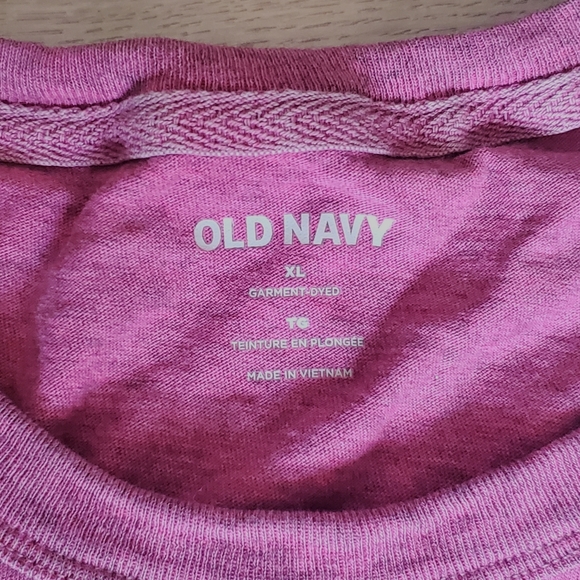 OLD NAVY
XL
GARMENT-DYED
TG
TEINTURE EN PLONGÉE
MADE IN VIETNAM